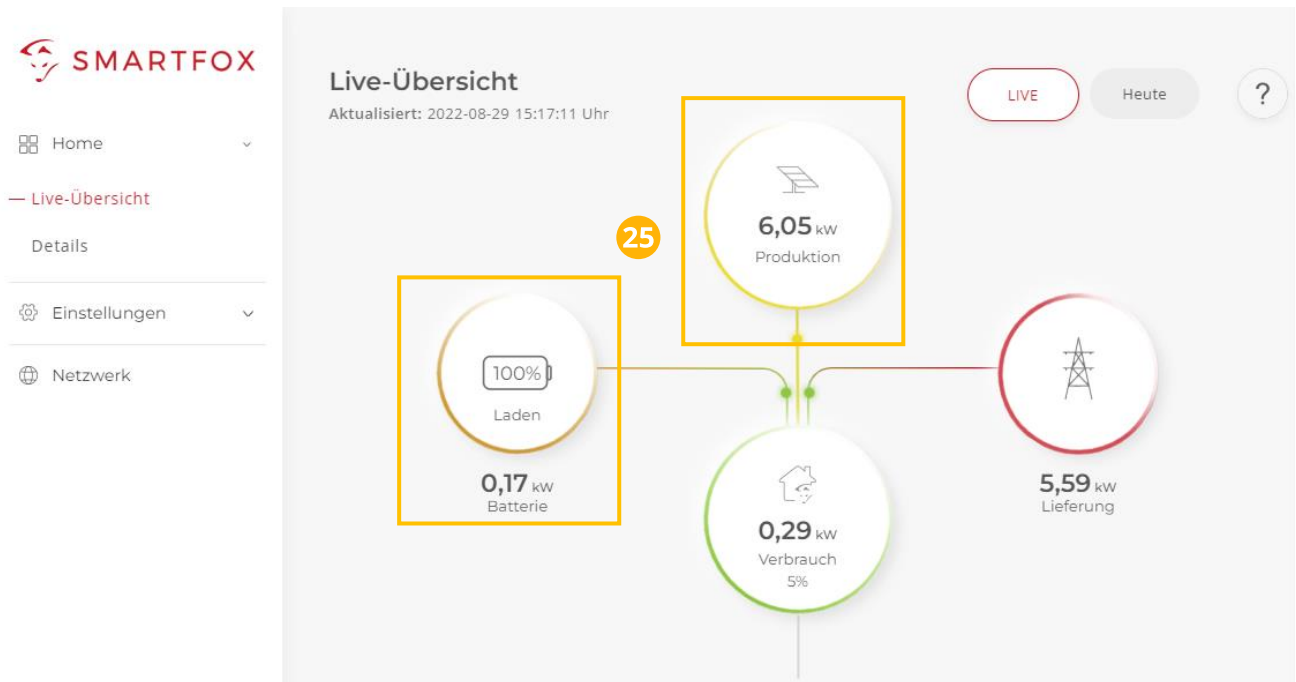 SMARTFOX
Home
Live-Übersicht
Details
Einstellungen
Netzwerk
Live-Übersicht
Aktualisiert: 2022-08-29 15:17:11 Uhr
LIVE
Heute
?
25
6,05 kW
Produktion
100%
Laden
0,17 kW
Batterie
0,29 kW
Verbrauch
5%
5,59 kW
Lieferung